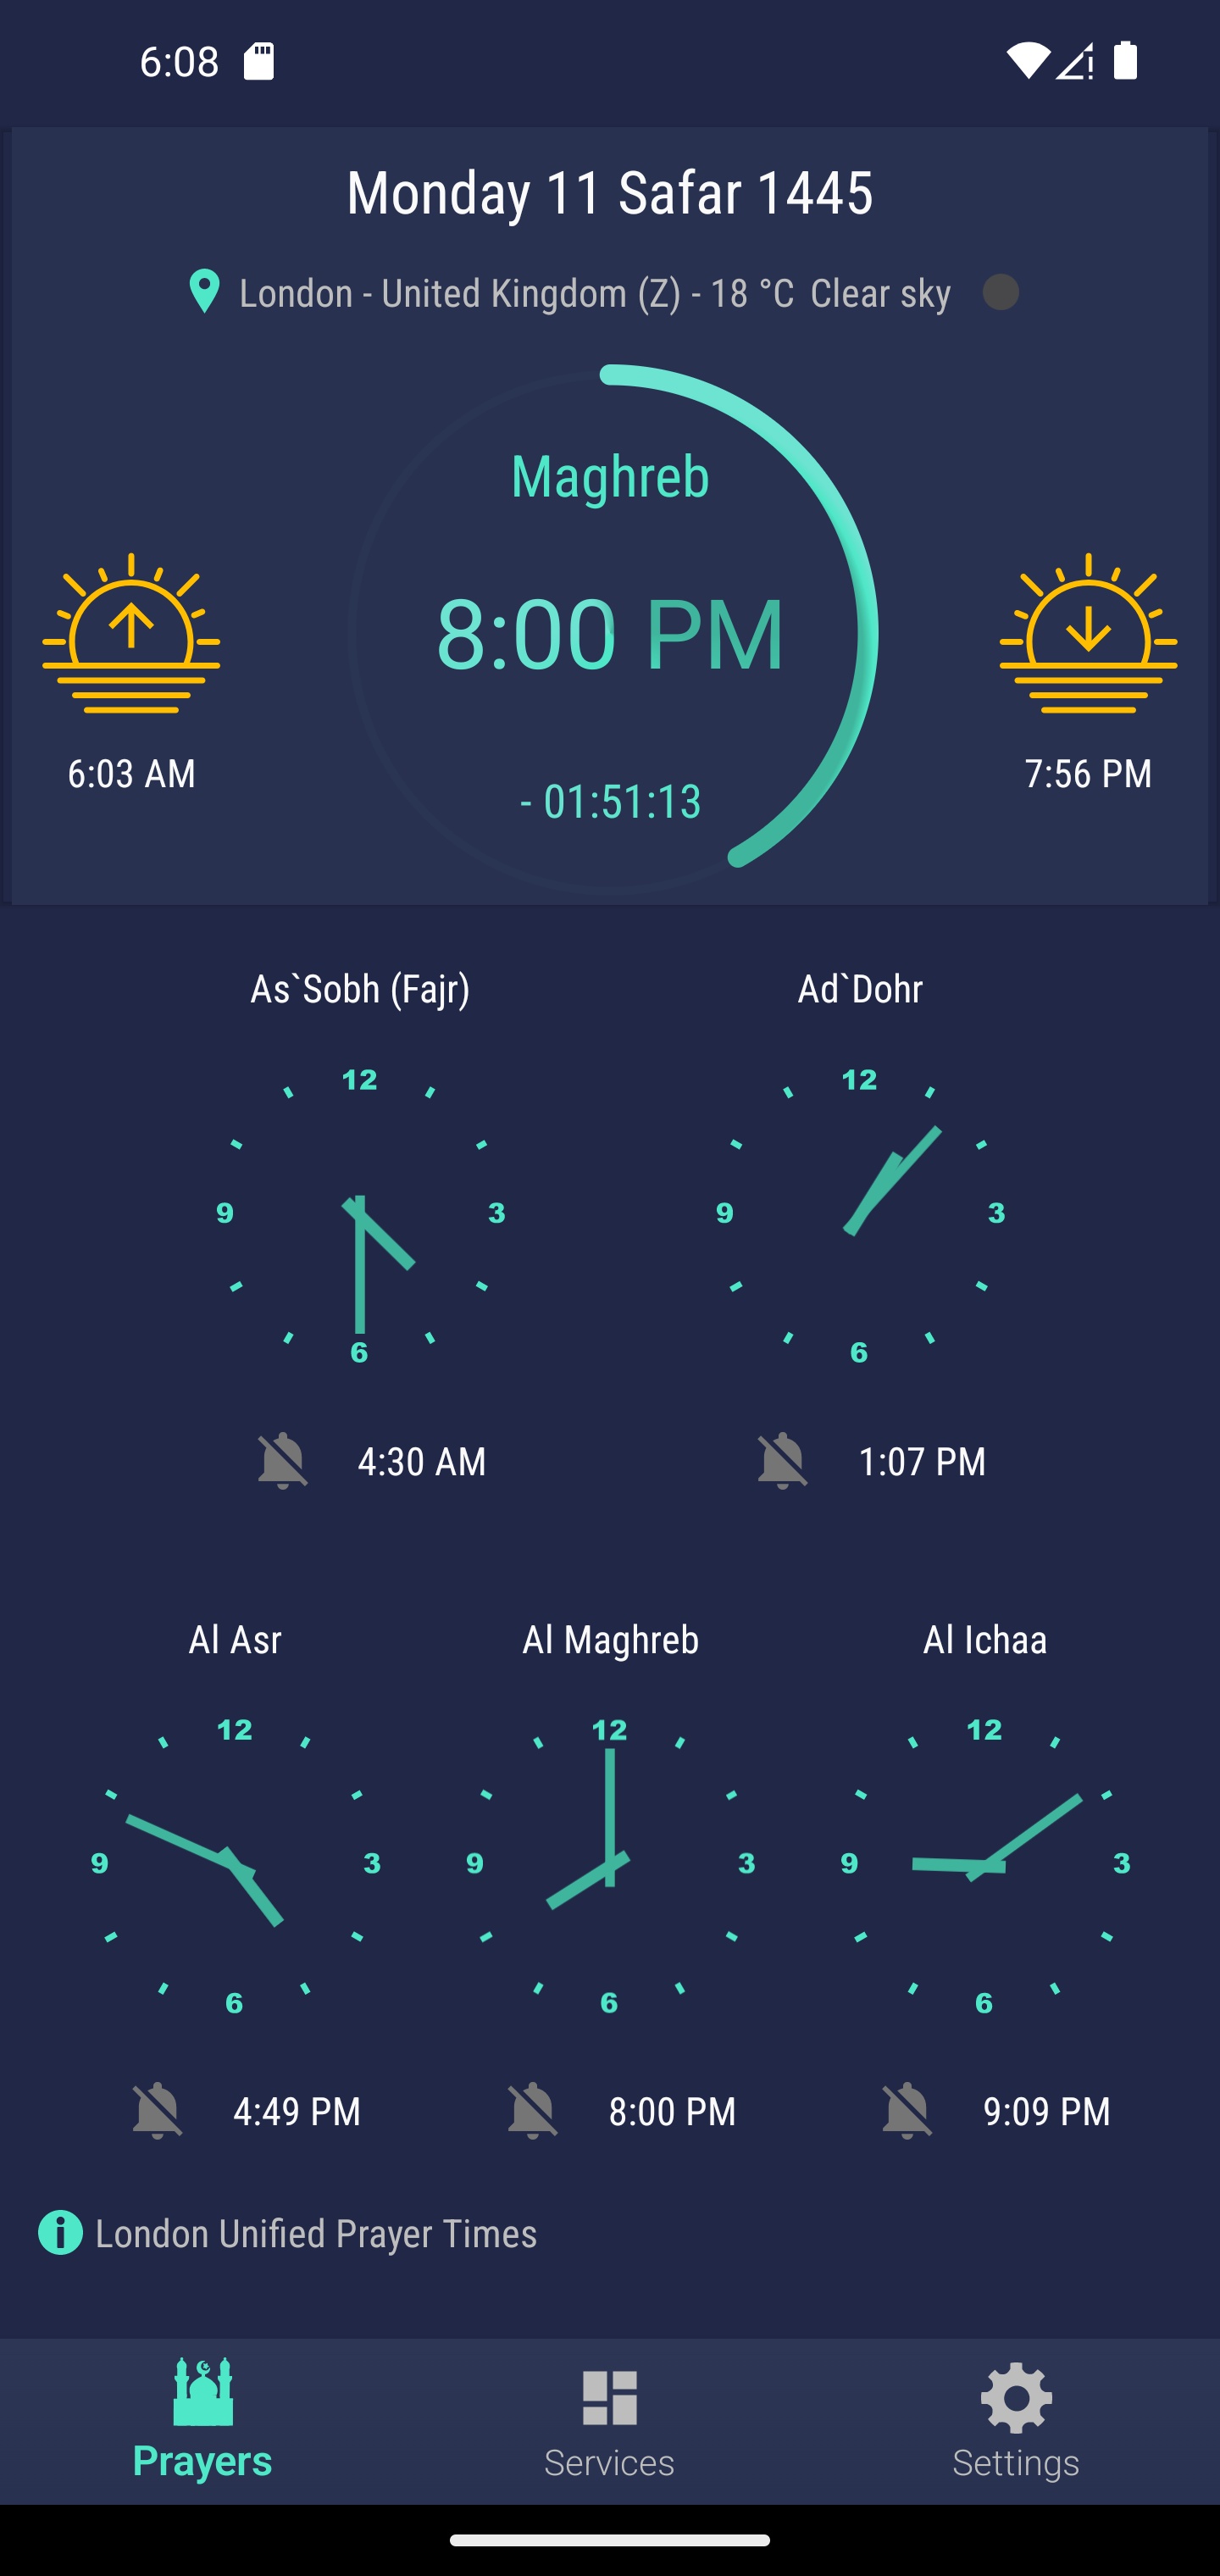 6:08
Monday 11 Safar 1445
London - United Kingdom (Z) - 18 °C Clear sky
Maghreb
8:00 PM
- 01:51:13
6:03 AM
7:56 PM
As`Sobh (Fajr)
Ad`Dohr
12
12
9
3
9
3
6
6
4:30 AM
1:07 PM
Al Asr
Al Maghreb
Al Ichaa
12
12
12
9
3
9
3
9
3
6
6
6
4:49 PM
8:00 PM
9:09 PM
London Unified Prayer Times
Prayers
Services
Settings